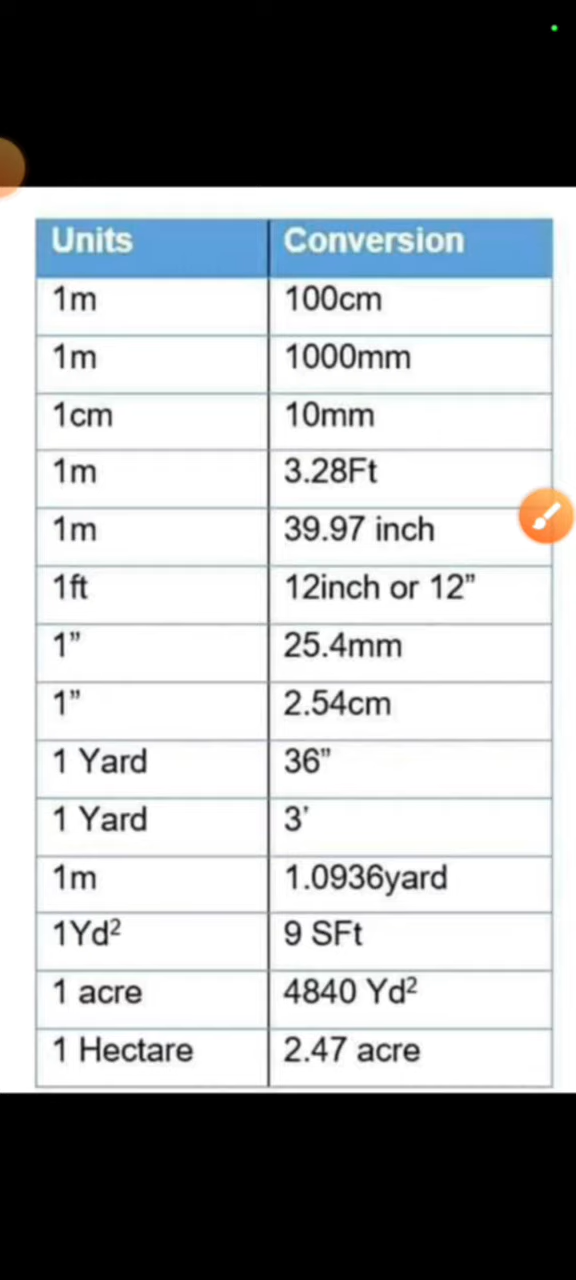 Units Conversion
1m 100cm
1m 1000mm
1cm 10mm
1m 3.28Ft
1m 39.97 inch
1ft 12inch or 12”
1” 25.4mm
1” 2.54cm
1 Yard 36”
1 Yard 3’
1m 1.0936yard
1Yd² 9 SFt
1 acre 4840 Yd²
1 Hectare 2.47 acre